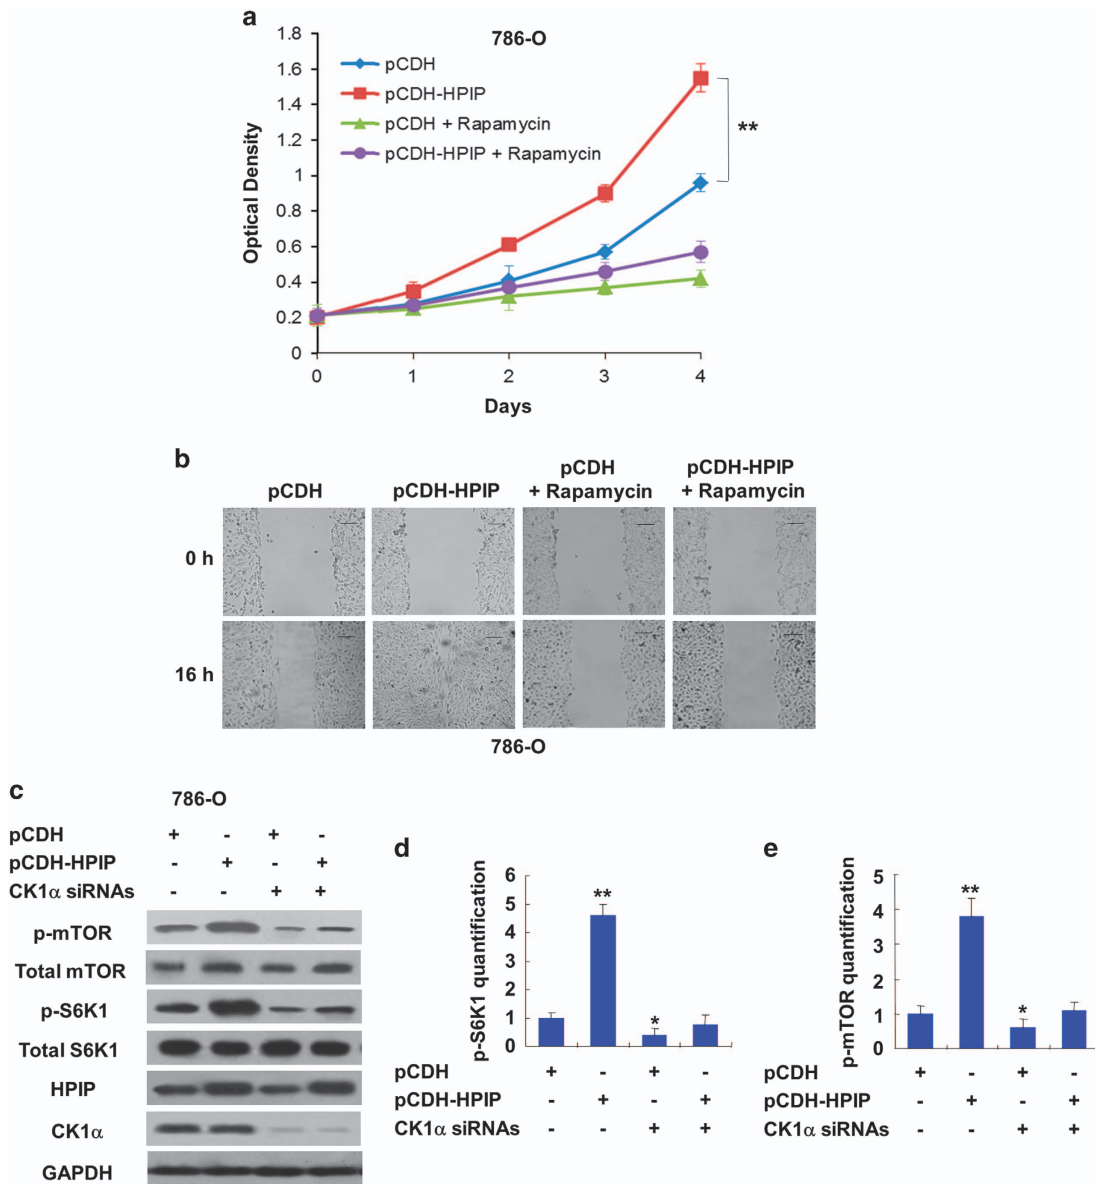 a
786-O
pCDH
pCDH-HPIP
pCDH + Rapamycin
pCDH-HPIP + Rapamycin
**
Optical Density
1.8
1.6
1.4
1.2
1
0.8
0.6
0.4
0.2
0
0 1 2 3 4
Days
b
pCDH
pCDH-HPIP
pCDH
+ Rapamycin
pCDH-HPIP
+ Rapamycin
0 h
16 h
786-O
c
786-O
pCDH + - + -
pCDH-HPIP - + - +
CK1α siRNAs - - + +
p-mTOR
Total mTOR
p-S6K1
Total S6K1
HPIP
CK1α
GAPDH
d
p-S6K1 quantification
6
5
4
3
2
1
0
**
*
pCDH + - + -
pCDH-HPIP - + - +
CK1α siRNAs - - + +
e
p-mTOR quantification
5
4
3
2
1
0
**
*
pCDH + - + -
pCDH-HPIP - + - +
CK1α siRNAs - - + +